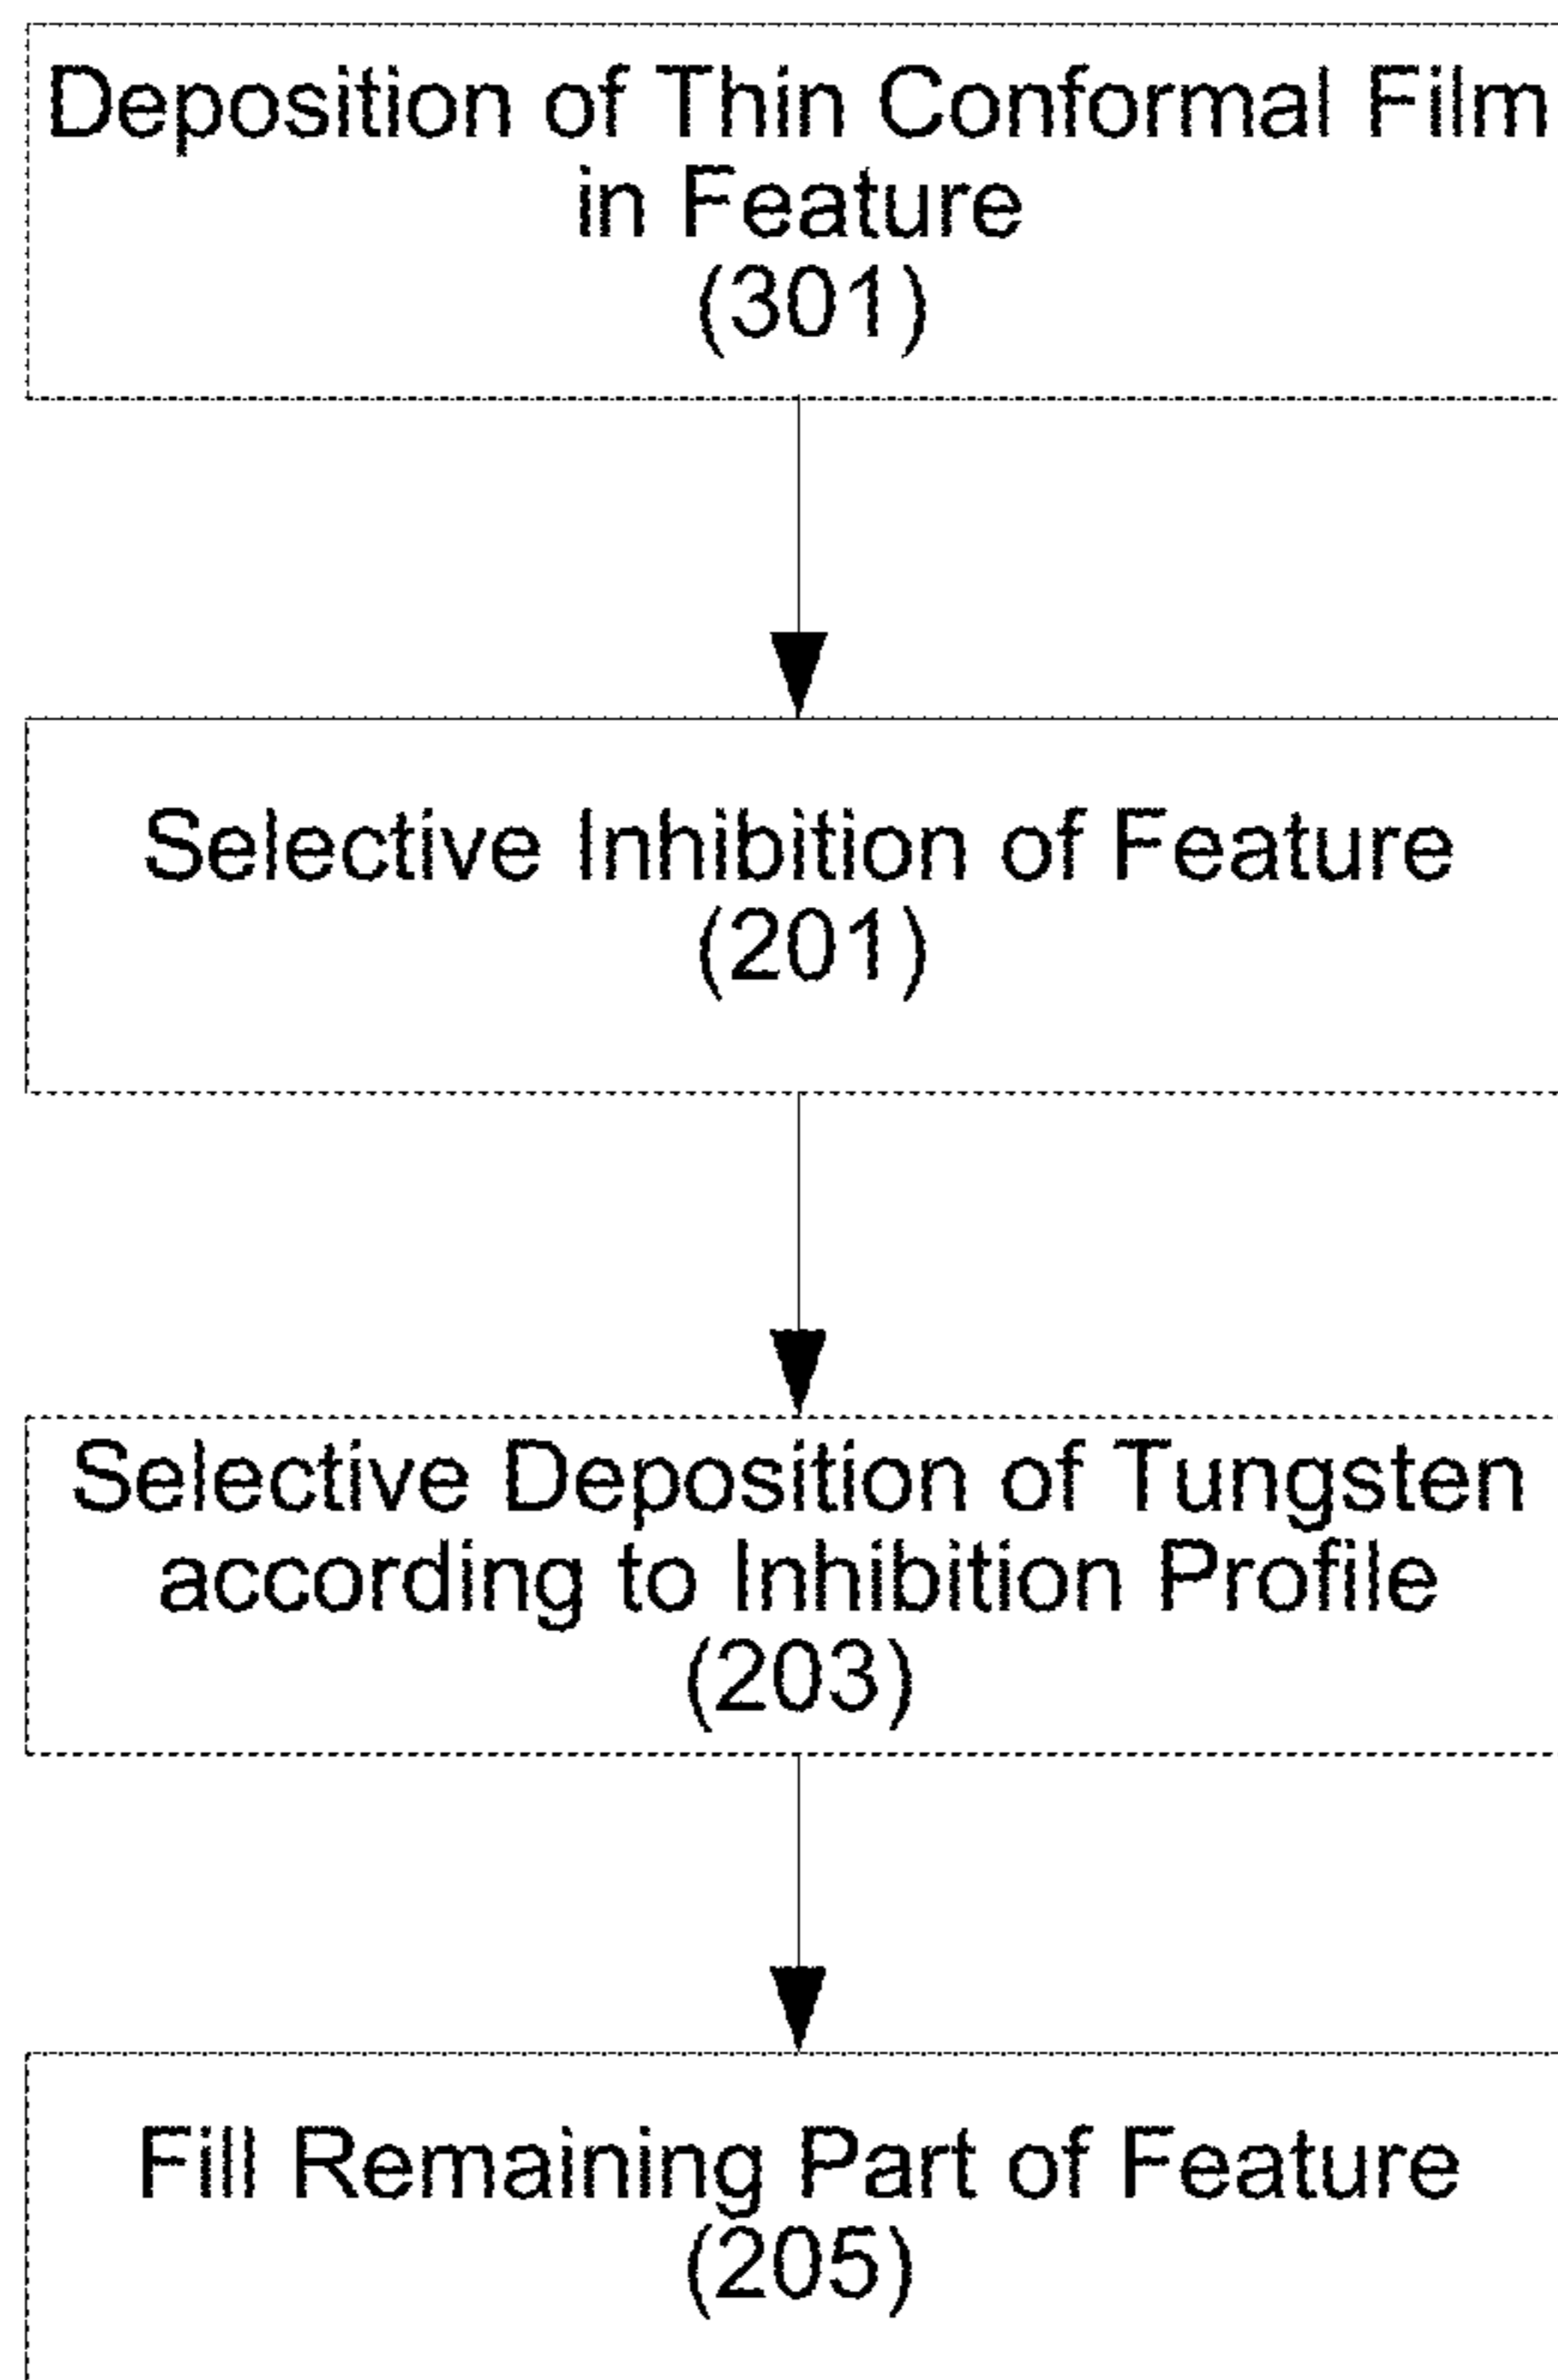 Deposition of Thin Conformal Film
in Feature
(301)
Selective Inhibition of Feature
(201)
Selective Deposition of Tungsten
according to Inhibition Profile
(203)
Fill Remaining Part of Feature
(205)